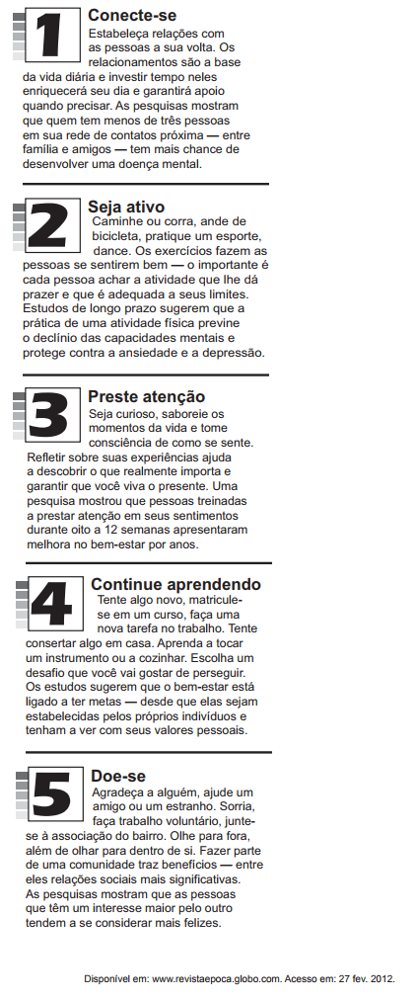 1
Conecte-se
Estabeleça relações com
as pessoas a sua volta. Os
relacionamentos são a base
da vida diária e investir tempo neles
enriquecerá seu dia e garantirá apoio
quando precisar. As pesquisas mostram
que quem tem menos de três pessoas
em sua rede de contatos próxima — entre
família e amigos — tem mais chance de
desenvolver uma doença mental.
2
Seja ativo
Caminhe ou corra, ande de
bicicleta, pratique um esporte,
dance. Os exercícios fazem as
pessoas se sentirem bem — o importante é
cada pessoa achar a atividade que lhe dá
prazer e que é adequada a seus limites.
Estudos de longo prazo sugerem que a
prática de uma atividade física previne
o declínio das capacidades mentais e
protege contra a ansiedade e a depressão.
3
Preste atenção
Seja curioso, saboreie os
momentos da vida e tome
consciência de como se sente.
Refletir sobre suas experiências ajuda
a descobrir o que realmente importa e
garantir que você viva o presente. Uma
pesquisa mostrou que pessoas treinadas
a prestar atenção em seus sentimentos
durante oito a 12 semanas apresentaram
melhora no bem-estar por anos.
4
Continue aprendendo
Tente algo novo, matricule-
se em um curso, faça uma
nova tarefa no trabalho. Tente
consertar algo em casa. Aprenda a tocar
um instrumento ou a cozinhar. Escolha um
desafio que você vai gostar de perseguir.
Os estudos sugerem que o bem-estar está
ligado a ter metas — desde que elas sejam
estabelecidas pelos próprios indivíduos e
tenham a ver com seus valores pessoais.
5
Doe-se
Agradeça a alguém, ajude um
amigo ou um estranho. Sorria,
faça trabalho voluntário, junte-
se à associação do bairro. Olhe para fora,
além de olhar para dentro de si. Fazer parte
de uma comunidade traz benefícios — entre
eles relações sociais mais significativas.
As pesquisas mostram que as pessoas
que têm um interesse maior pelo outro
tendem a se considerar mais felizes.
Disponível em: www.revistaepoca.globo.com. Acesso em: 27 fev. 2012.